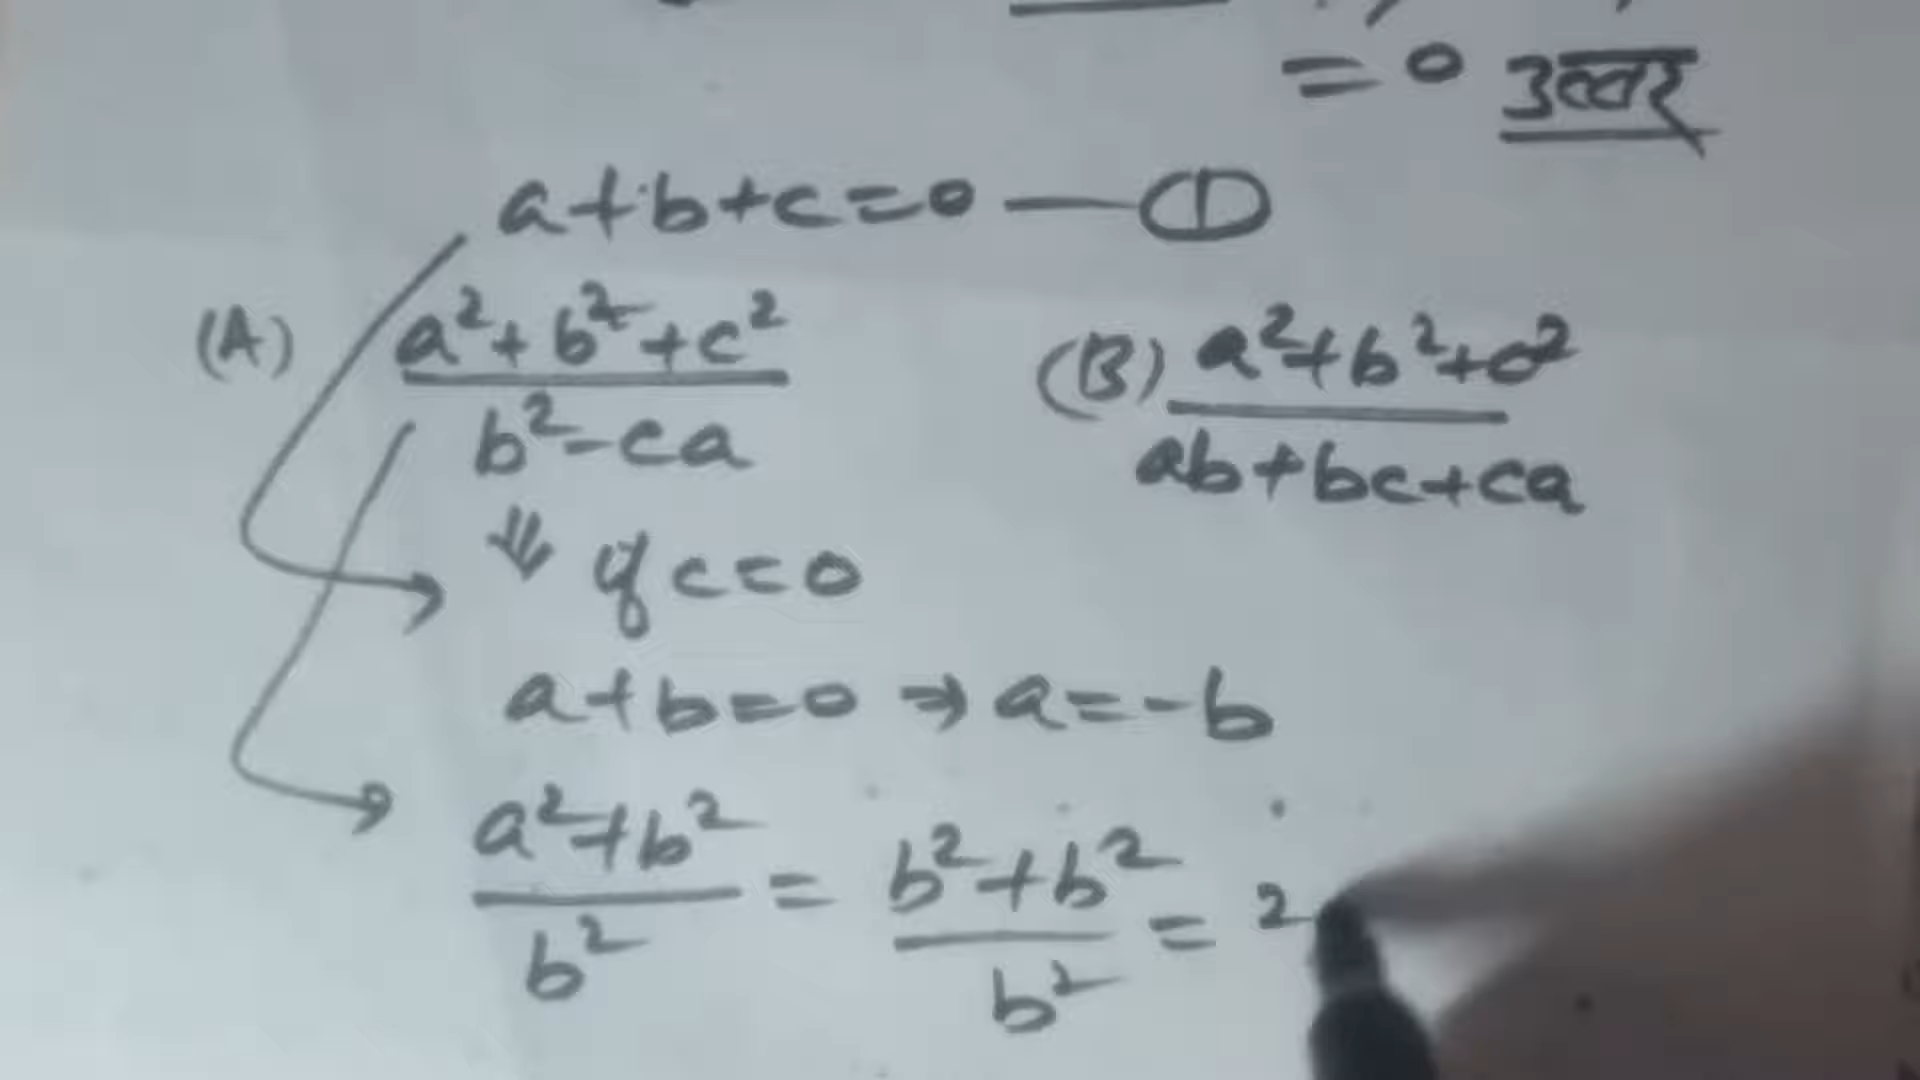 = 0 उत्तर
a+b+c=0 — ①
(A) a²+b²+c² / b²-ca
(B) a²+b²+c² / ab+bc+ca
⇓ if c=0
a+b=0 ⇒ a=-b
a²+b² / b² = b²+b² / b² = 2